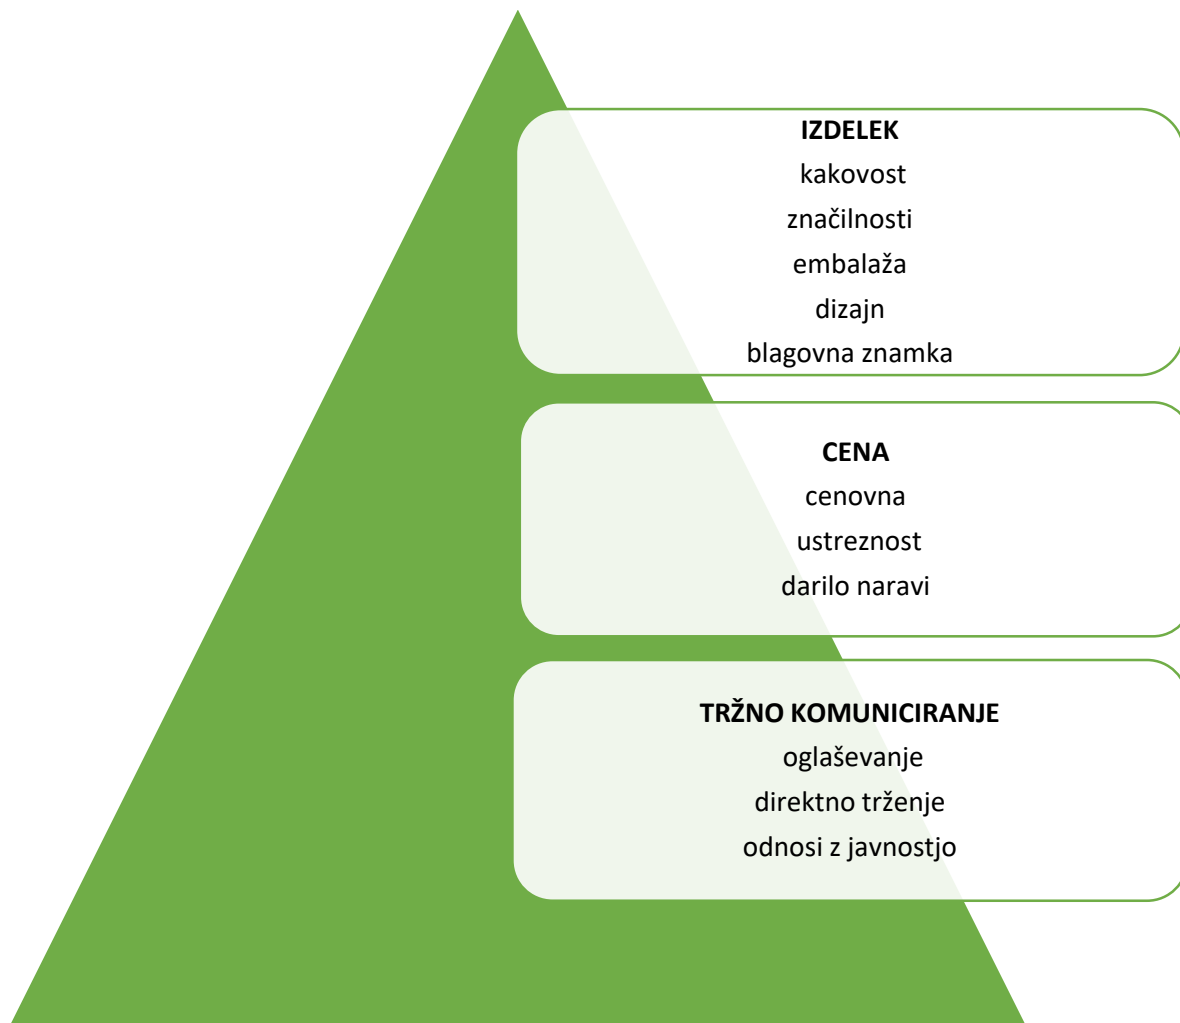 IZDELEK
kakovost
značilnosti
embalaža
dizajn
blagovna znamka
CENA
cenovna
ustreznost
darilo naravi
TRŽNO KOMUNICIRANJE
oglaševanje
direktno trženje
odnosi z javnostjo